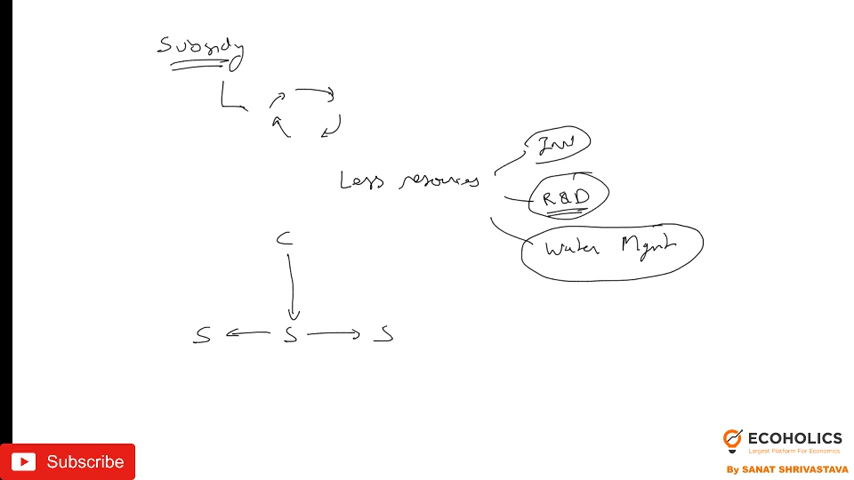 Subsidy
Less resources
Inv
R&D
Water Mgmt
C
S S S
ECOHOLICS
Largest Platform For Economics
Subscribe
By SANAT SHRIVASTAVA